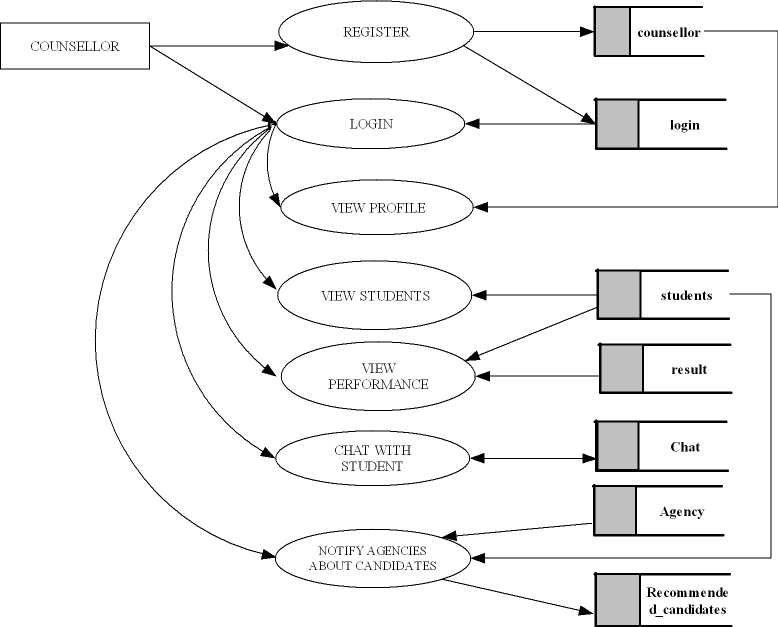 COUNSELLOR
REGISTER
counsellor
LOGIN
login
VIEW PROFILE
VIEW STUDENTS
students
VIEW
PERFORMANCE
result
CHAT WITH
STUDENT
Chat
Agency
NOTIFY AGENCIES
ABOUT CANDIDATES
Recommende
d_candidates